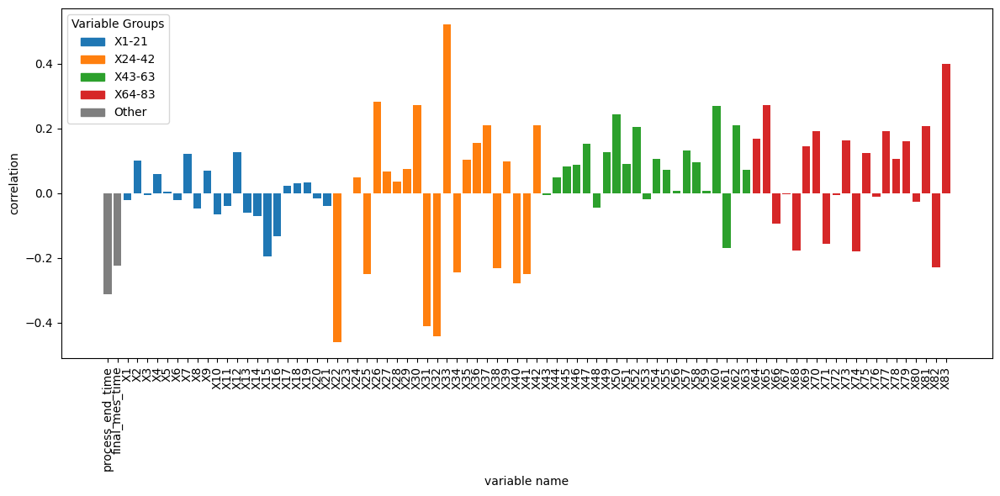 Variable Groups
X1-21
X24-42
X43-63
X64-83
Other
correlation
0.4
0.2
0.0
−0.2
−0.4
process_end_time
final_mes_time
X1
X2
X3
X4
X5
X6
X7
X8
X9
X10
X11
X12
X13
X14
X15
X16
X17
X18
X19
X20
X21
X22
X23
X24
X25
X26
X27
X28
X29
X30
X31
X32
X33
X34
X35
X36
X37
X38
X39
X40
X41
X42
X43
X44
X45
X46
X47
X48
X49
X50
X51
X52
X53
X54
X55
X56
X57
X58
X59
X60
X61
X62
X63
X64
X65
X66
X67
X68
X69
X70
X71
X72
X73
X74
X75
X76
X77
X78
X79
X80
X81
X82
X83
variable name